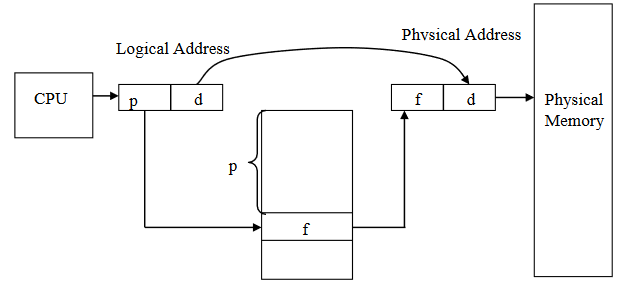 Logical Address
Physical Address
CPU
p d
f d
Physical
Memory
p
f